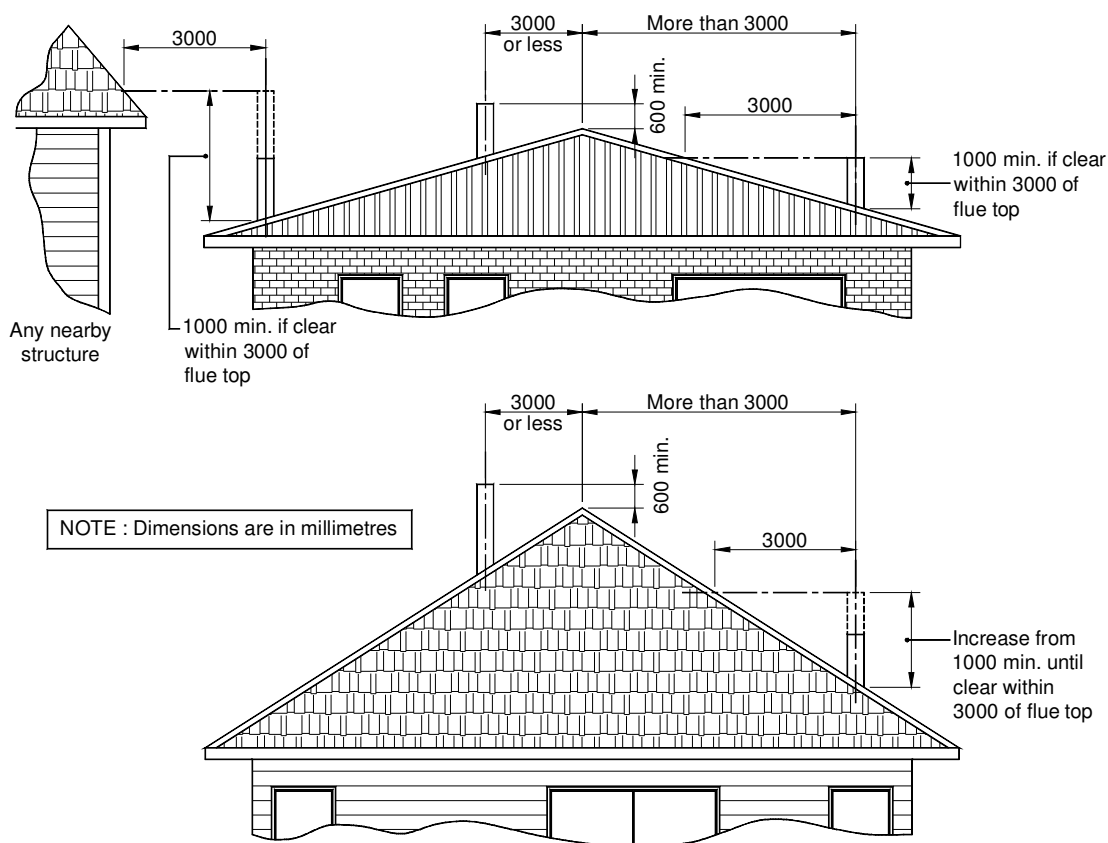 3000
3000
or less
More than 3000
600 min.
3000
1000 min. if clear
within 3000 of
flue top
Any nearby
structure
1000 min. if clear
within 3000 of
flue top
3000
or less
More than 3000
600 min.
NOTE : Dimensions are in millimetres
3000
Increase from
1000 min. until
clear within
3000 of flue top